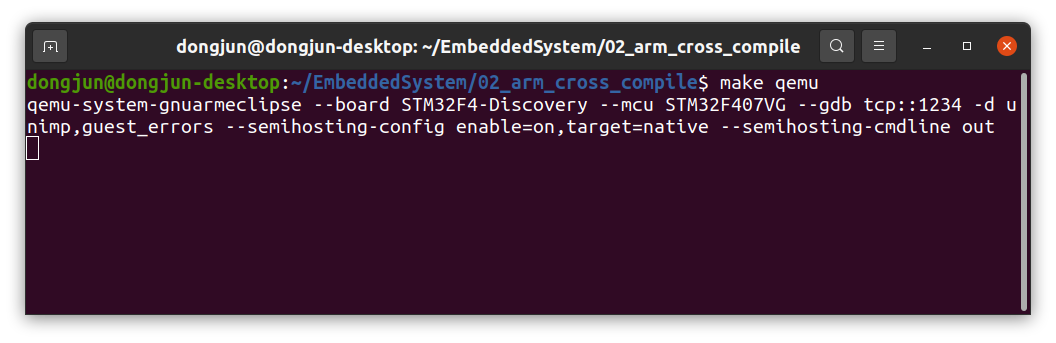 dongjun@dongjun-desktop: ~/EmbeddedSystem/02_arm_cross_compile
dongjun@dongjun-desktop:~/EmbeddedSystem/02_arm_cross_compile$ make qemu
qemu-system-gnuarmeclipse --board STM32F4-Discovery --mcu STM32F407VG --gdb tcp::1234 -d u
nimp,guest_errors --semihosting-config enable=on,target=native --semihosting-cmdline out